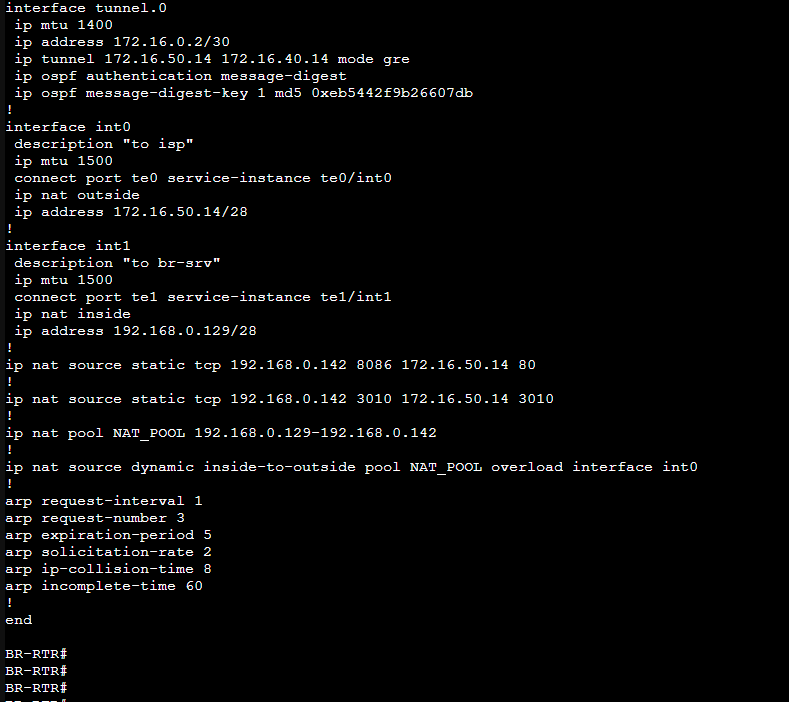 interface tunnel.0
ip mtu 1400
ip address 172.16.0.2/30
ip tunnel 172.16.50.14 172.16.40.14 mode gre
ip ospf authentication message-digest
ip ospf message-digest-key 1 md5 0xeb5442f9b26607db
!
interface int0
description "to isp"
ip mtu 1500
connect port te0 service-instance te0/int0
ip nat outside
ip address 172.16.50.14/28
!
interface int1
description "to br-srv"
ip mtu 1500
connect port te1 service-instance te1/int1
ip nat inside
ip address 192.168.0.129/28
!
ip nat source static tcp 192.168.0.142 8086 172.16.50.14 80
!
ip nat source static tcp 192.168.0.142 3010 172.16.50.14 3010
!
ip nat pool NAT_POOL 192.168.0.129-192.168.0.142
!
ip nat source dynamic inside-to-outside pool NAT_POOL overload interface int0
!
arp request-interval 1
arp request-number 3
arp expiration-period 5
arp solicitation-rate 2
arp ip-collision-time 8
arp incomplete-time 60
!
end
BR-RTR#
BR-RTR#
BR-RTR#